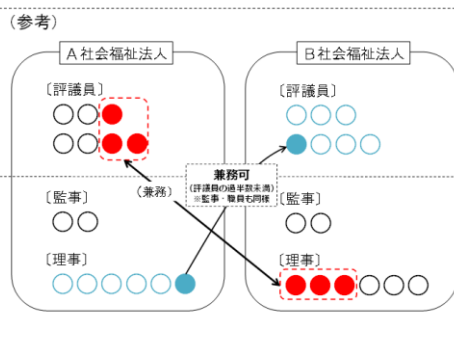 （参考）
Ａ社会福祉法人
Ｂ社会福祉法人
〔評議員〕
〔評議員〕
兼務可
（評議員の過半数未満）
※監事・職員も同様
（兼務）
〔監事〕
〔監事〕
〔理事〕
〔理事〕